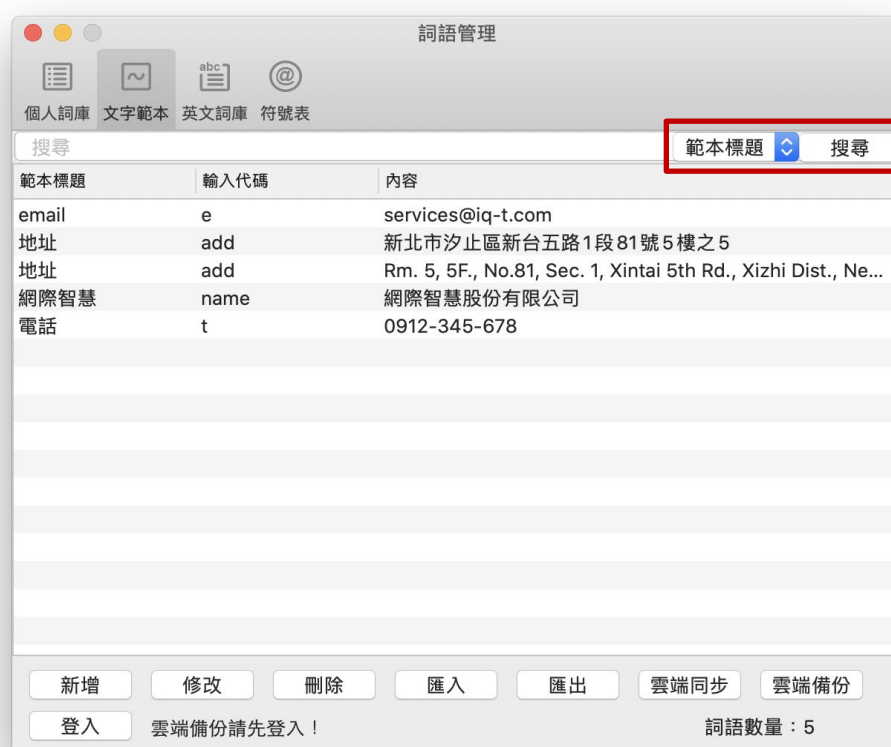 詞語管理
abc
個人詞庫 文字範本 英文詞庫 符號表
搜尋 範本標題 搜尋
範本標題 輸入代碼 內容
email e services@iq-t.com
地址 add 新北市汐止區新台五路1段81號5樓之5
地址 add Rm. 5, 5F., No.81, Sec. 1, Xintai 5th Rd., Xizhi Dist., Ne...
網際智慧 name 網際智慧股份有限公司
電話 t 0912-345-678
新增 修改 刪除 匯入 匯出 雲端同步 雲端備份
登入 雲端備份請先登入！ 詞語數量：5